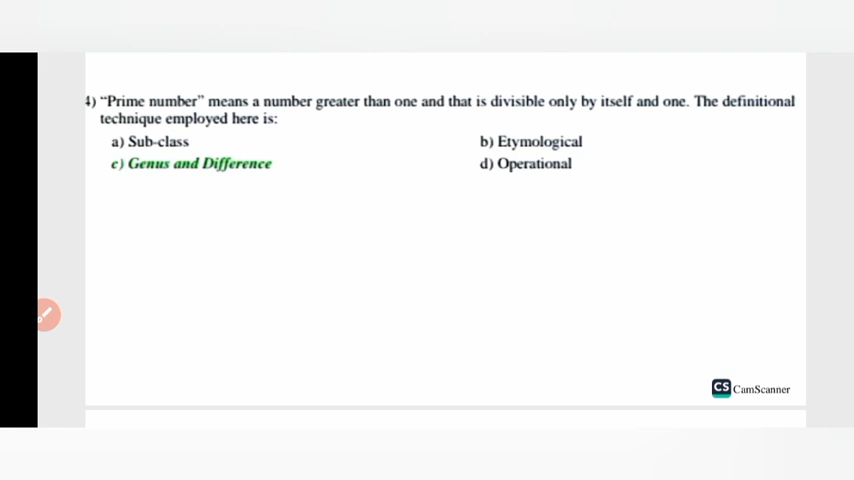 4) “Prime number” means a number greater than one and that is divisible only by itself and one. The definitional
technique employed here is:
a) Sub-class
b) Etymological
c) Genus and Difference
d) Operational
CS CamScanner